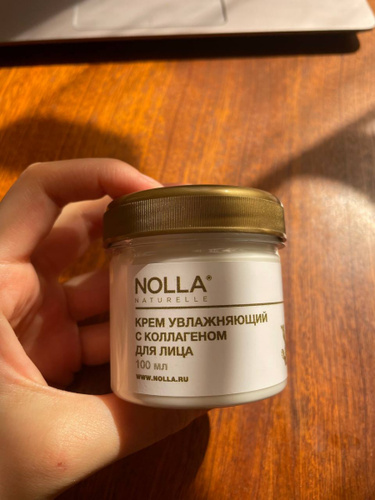 NOLLA®
NATURELLE
КРЕМ УВЛАЖНЯЮЩИЙ
С КОЛЛАГЕНОМ
ДЛЯ ЛИЦА
100 мл
WWW.NOLLA.RU